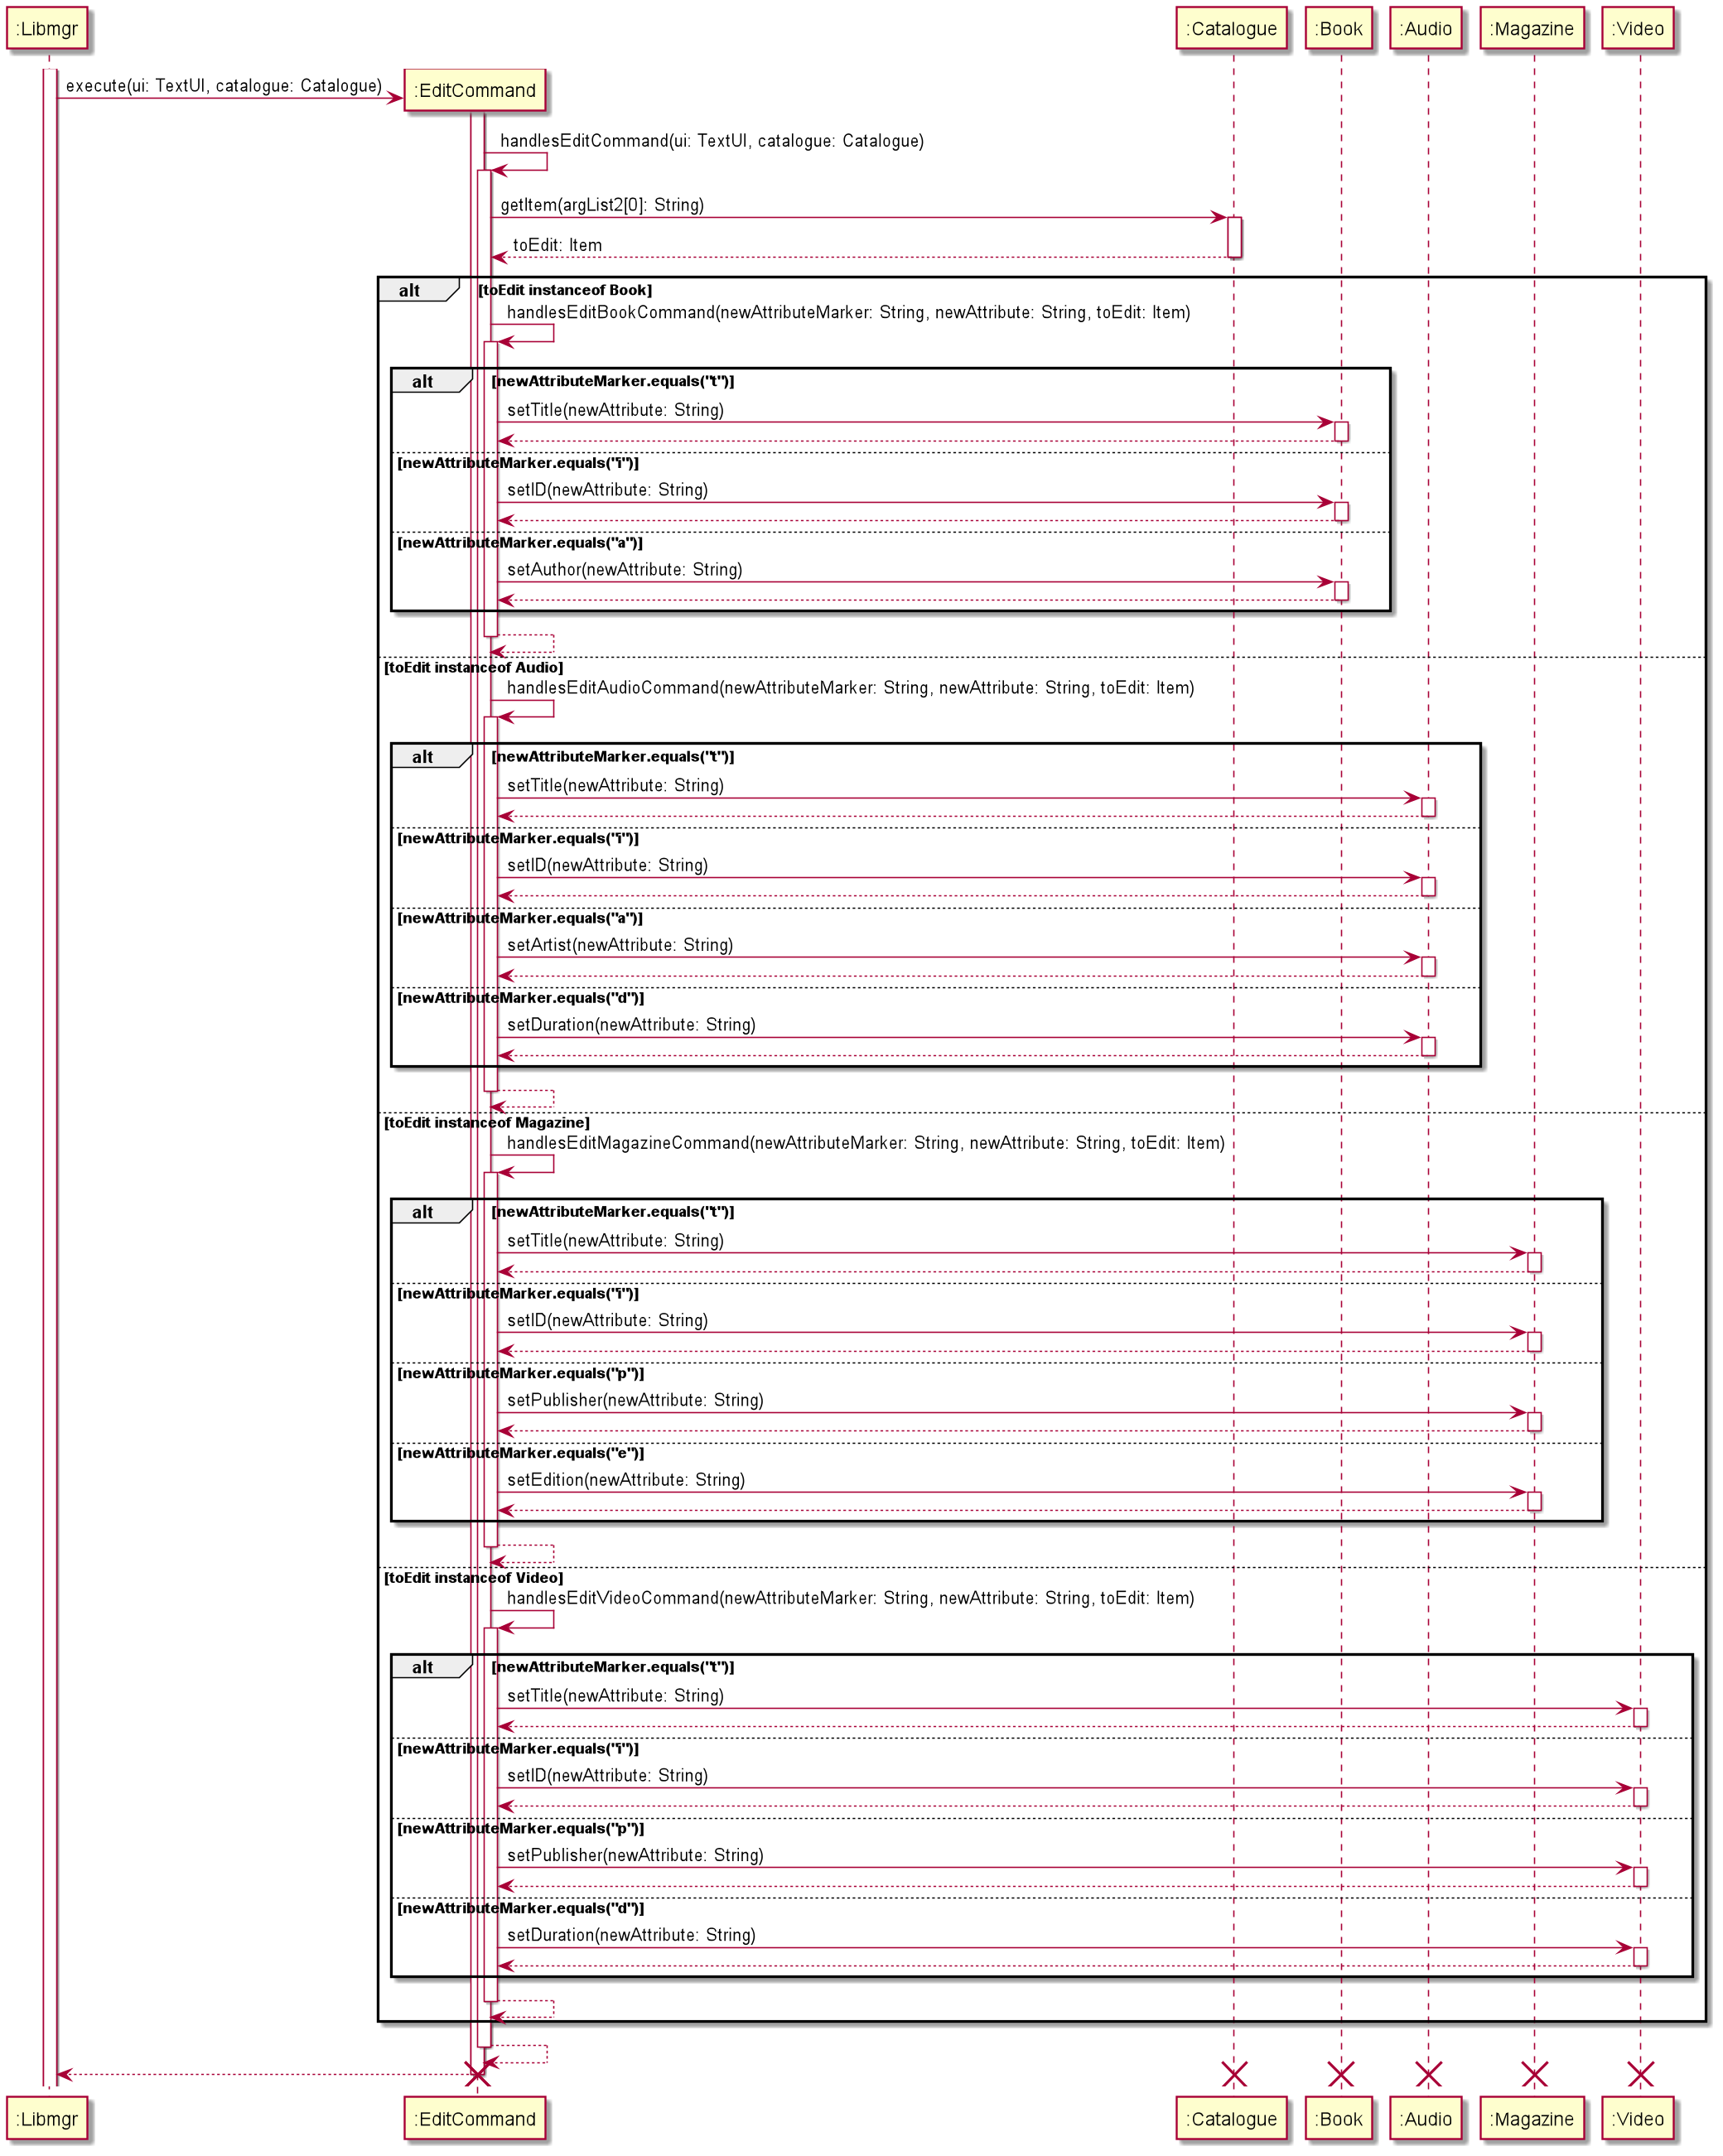 :Libmgr
:Catalogue
:Book
:Audio
:Magazine
:Video
execute(ui: TextUI, catalogue: Catalogue)
:EditCommand
handlesEditCommand(ui: TextUI, catalogue: Catalogue)
getItem(argList2[0]: String)
toEdit: Item
alt [toEdit instanceof Book]
handlesEditBookCommand(newAttributeMarker: String, newAttribute: String, toEdit: Item)
alt [newAttributeMarker.equals("t")]
setTitle(newAttribute: String)
[newAttributeMarker.equals("i")]
setID(newAttribute: String)
[newAttributeMarker.equals("a")]
setAuthor(newAttribute: String)
[toEdit instanceof Audio]
handlesEditAudioCommand(newAttributeMarker: String, newAttribute: String, toEdit: Item)
alt [newAttributeMarker.equals("t")]
setTitle(newAttribute: String)
[newAttributeMarker.equals("i")]
setID(newAttribute: String)
[newAttributeMarker.equals("a")]
setArtist(newAttribute: String)
[newAttributeMarker.equals("d")]
setDuration(newAttribute: String)
[toEdit instanceof Magazine]
handlesEditMagazineCommand(newAttributeMarker: String, newAttribute: String, toEdit: Item)
alt [newAttributeMarker.equals("t")]
setTitle(newAttribute: String)
[newAttributeMarker.equals("i")]
setID(newAttribute: String)
[newAttributeMarker.equals("p")]
setPublisher(newAttribute: String)
[newAttributeMarker.equals("e")]
setEdition(newAttribute: String)
[toEdit instanceof Video]
handlesEditVideoCommand(newAttributeMarker: String, newAttribute: String, toEdit: Item)
alt [newAttributeMarker.equals("t")]
setTitle(newAttribute: String)
[newAttributeMarker.equals("i")]
setID(newAttribute: String)
[newAttributeMarker.equals("p")]
setPublisher(newAttribute: String)
[newAttributeMarker.equals("d")]
setDuration(newAttribute: String)
:Libmgr
:EditCommand
:Catalogue
:Book
:Audio
:Magazine
:Video